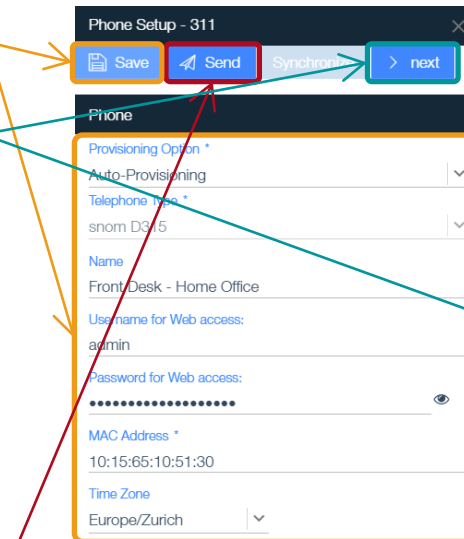 Phone Setup - 311
Save Send Synchronize next
Phone
Provisioning Option *
Auto-Provisioning
Telephone Type *
snom D315
Name
Front Desk - Home Office
Username for Web access:
admin
Password for Web access:
•••••••••••••••••••
MAC Address *
10:15:65:10:51:30
Time Zone
Europe/Zurich